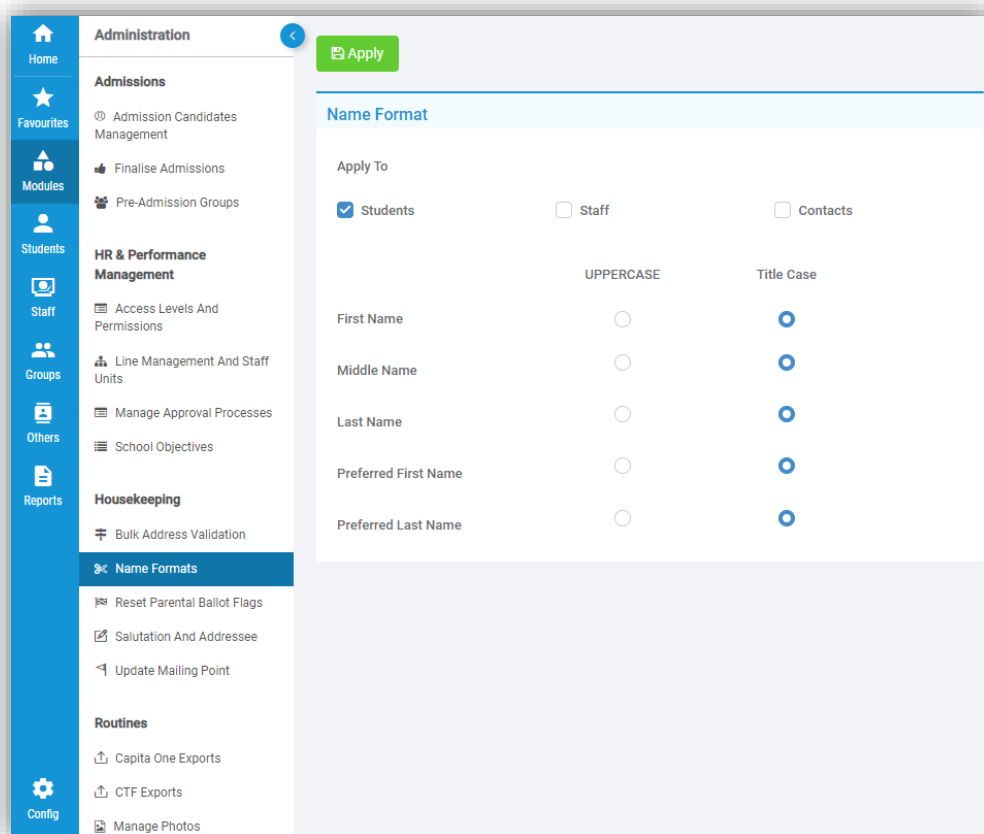 Home
Favourites
Modules
Students
Staff
Groups
Others
Reports
Config
Administration
Admissions
Admission Candidates
Management
Finalise Admissions
Pre-Admission Groups
HR & Performance
Management
Access Levels And
Permissions
Line Management And Staff
Units
Manage Approval Processes
School Objectives
Housekeeping
Bulk Address Validation
Name Formats
Reset Parental Ballot Flags
Salutation And Addressee
Update Mailing Point
Routines
Capita One Exports
CTF Exports
Manage Photos
Apply
Name Format
Apply To
Students Staff Contacts
UPPERCASE Title Case
First Name
Middle Name
Last Name
Preferred First Name
Preferred Last Name